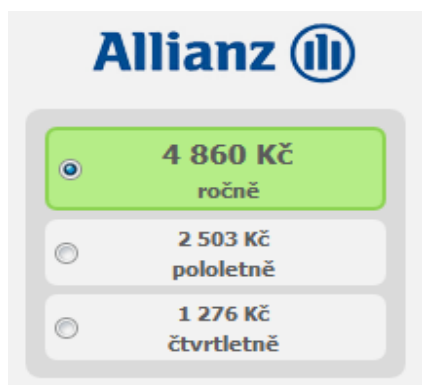 Allianz
4 860 Kč
ročně
2 503 Kč
pololetně
1 276 Kč
čtvrtletně